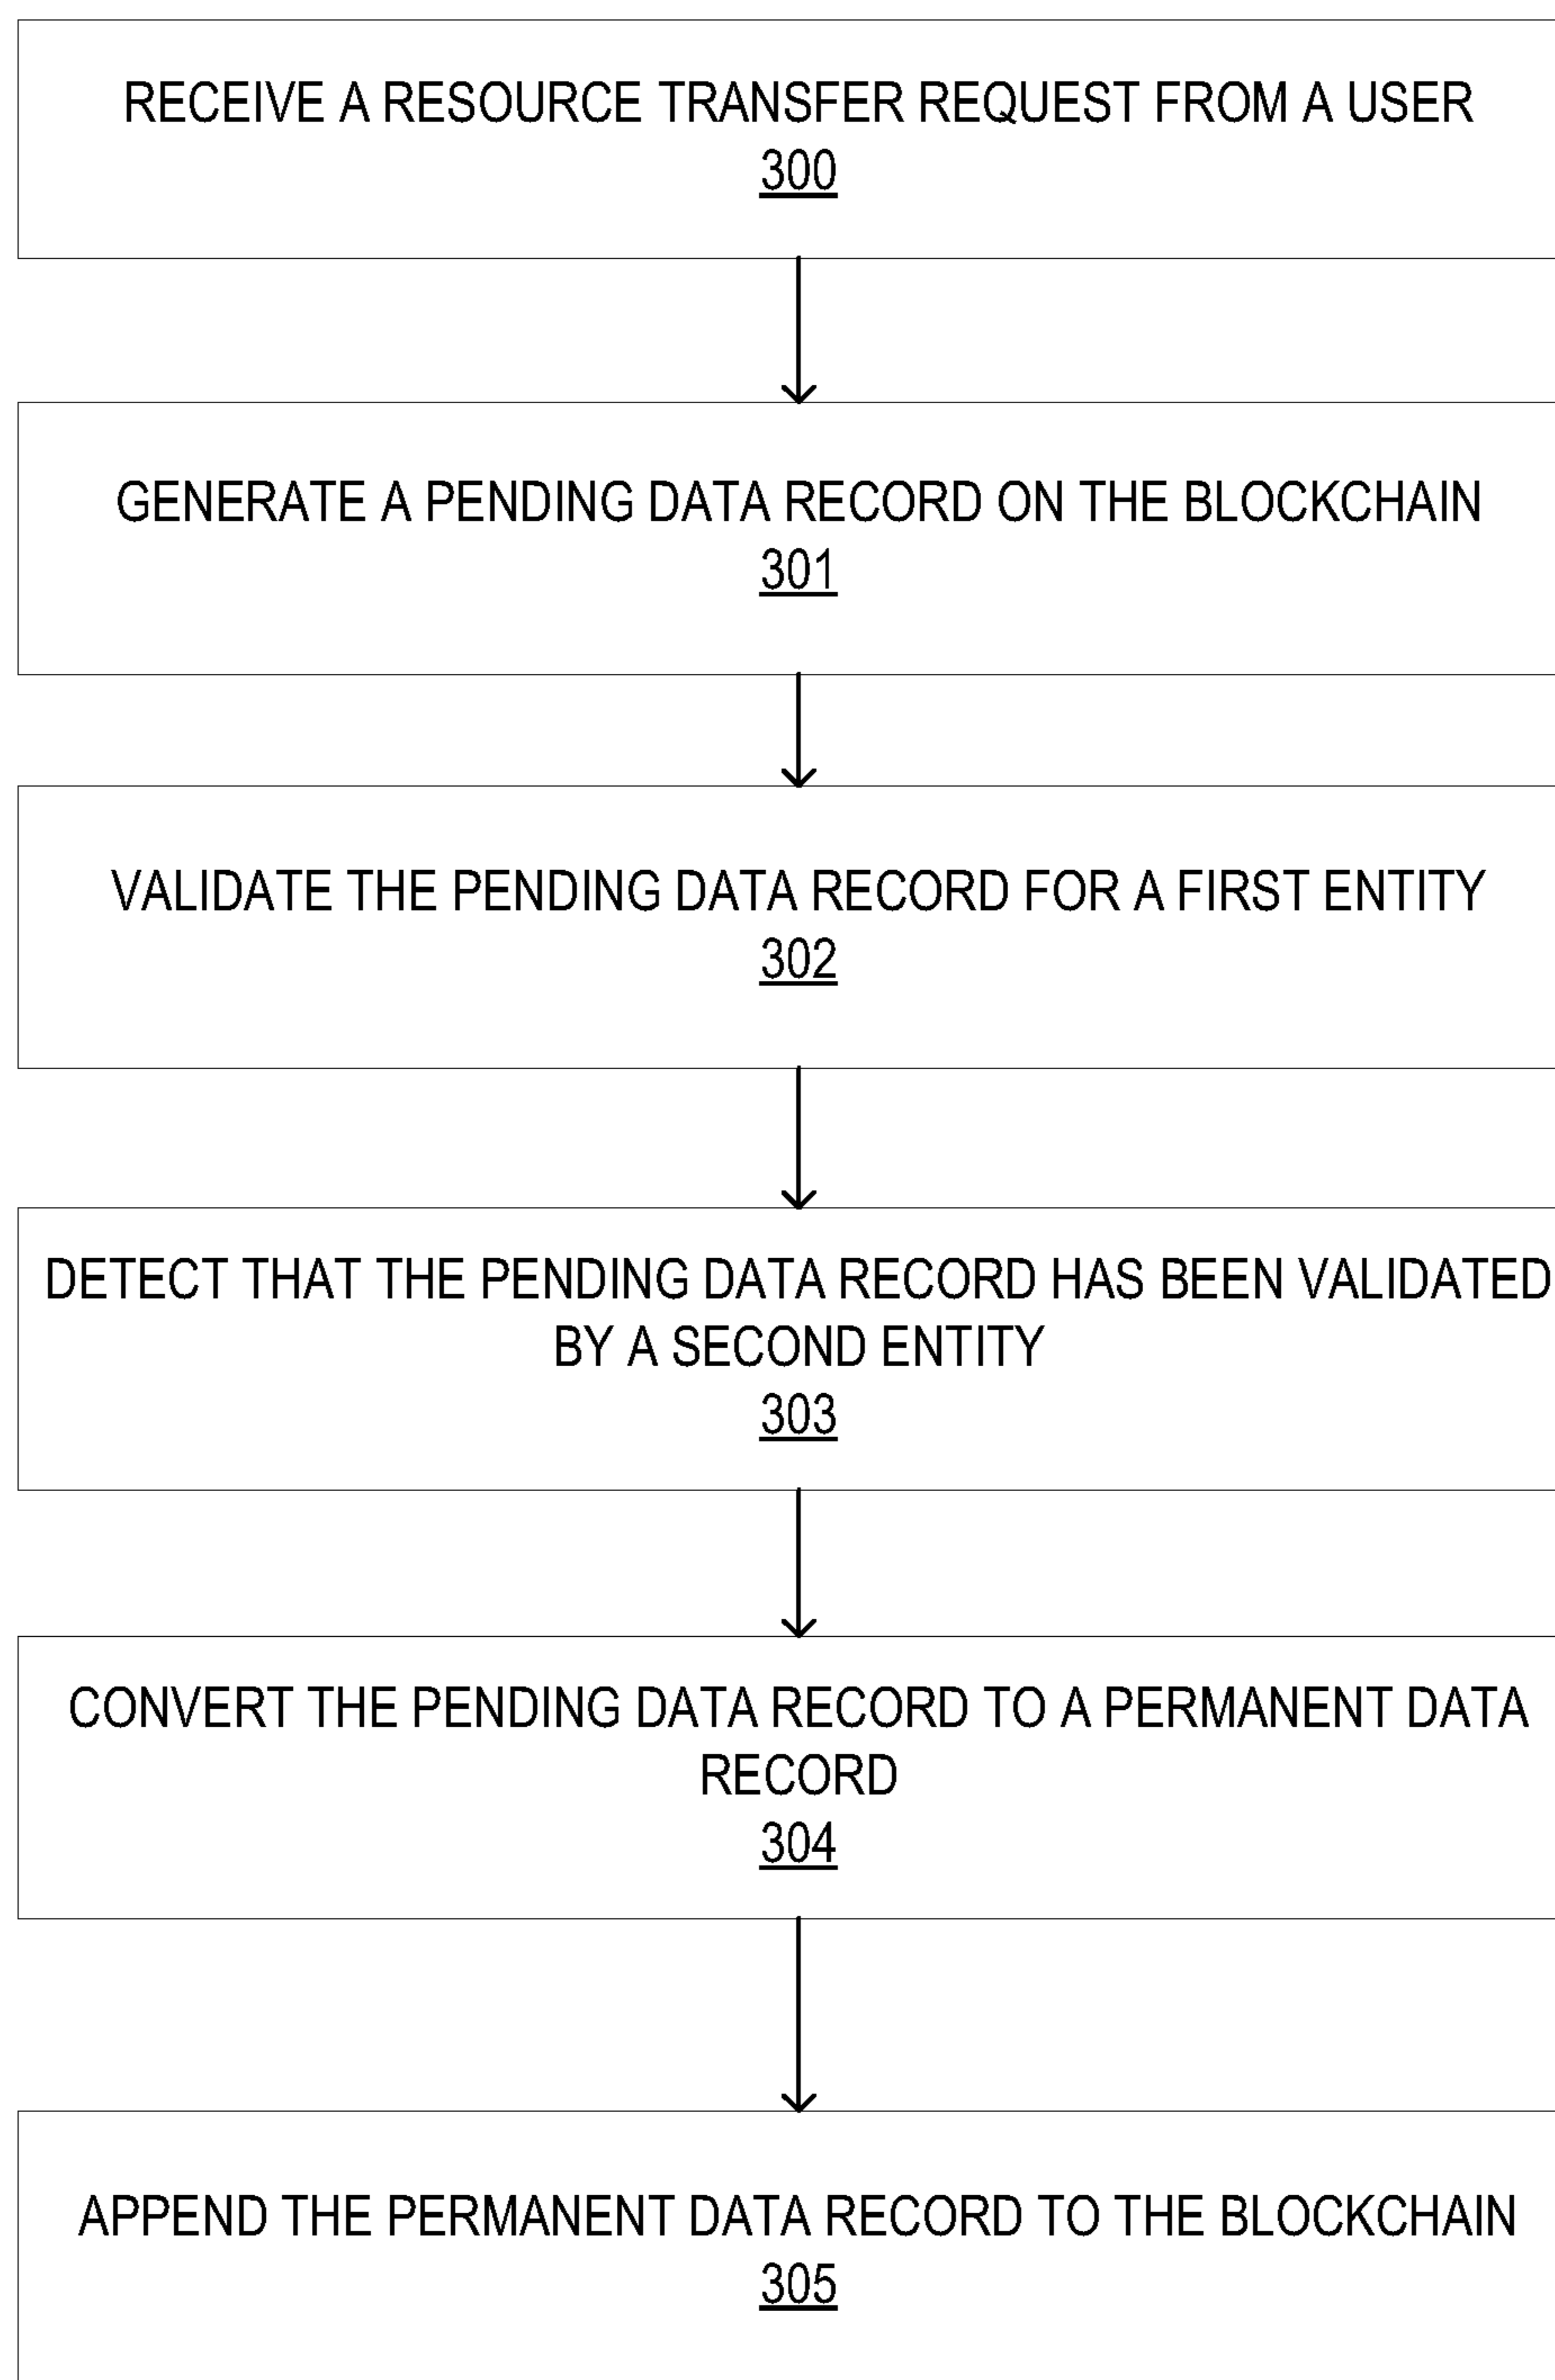 RECEIVE A RESOURCE TRANSFER REQUEST FROM A USER
300
GENERATE A PENDING DATA RECORD ON THE BLOCKCHAIN
301
VALIDATE THE PENDING DATA RECORD FOR A FIRST ENTITY
302
DETECT THAT THE PENDING DATA RECORD HAS BEEN VALIDATED
BY A SECOND ENTITY
303
CONVERT THE PENDING DATA RECORD TO A PERMANENT DATA
RECORD
304
APPEND THE PERMANENT DATA RECORD TO THE BLOCKCHAIN
305